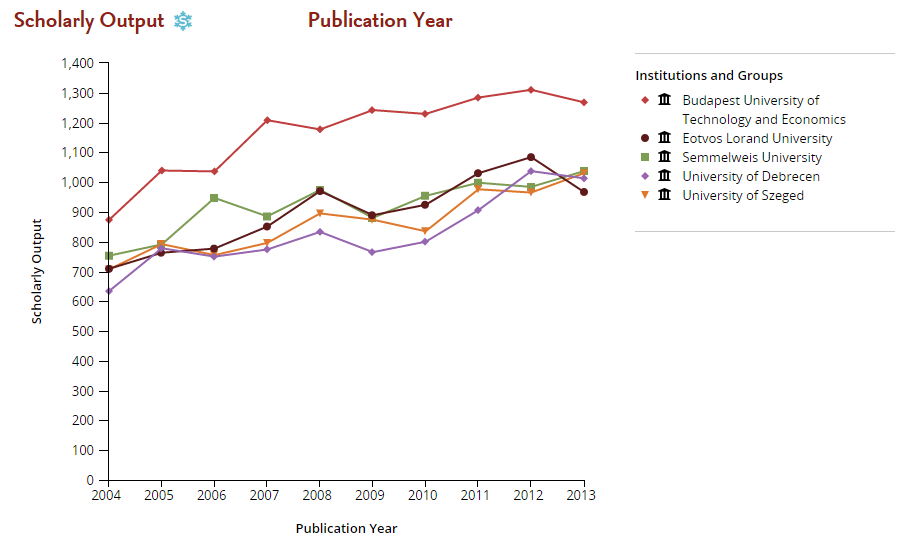 Scholarly Output
Publication Year
1,400
1,300
1,200
1,100
1,000
900
800
700
600
500
400
300
200
100
0
Scholarly Output
2004 2005 2006 2007 2008 2009 2010 2011 2012 2013
Publication Year
Institutions and Groups
Budapest University of
Technology and Economics
Eotvos Lorand University
Semmelweis University
University of Debrecen
University of Szeged